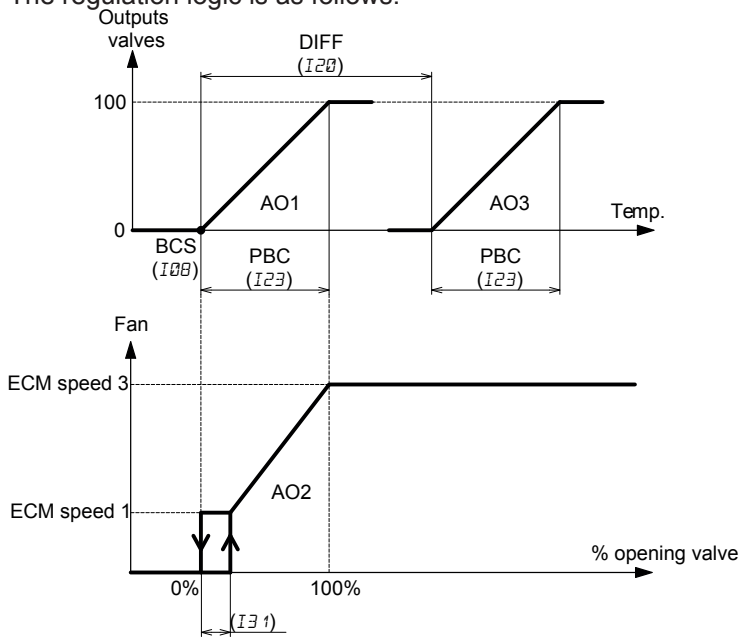 The regulation logic is as follows:
Outputs
valves
DIFF
(I20)
100
AO1
AO3
Temp.
0
BCS
(I08)
PBC
(I23)
PBC
(I23)
Fan
ECM speed 3
AO2
ECM speed 1
% opening valve
0%
100%
(I31)